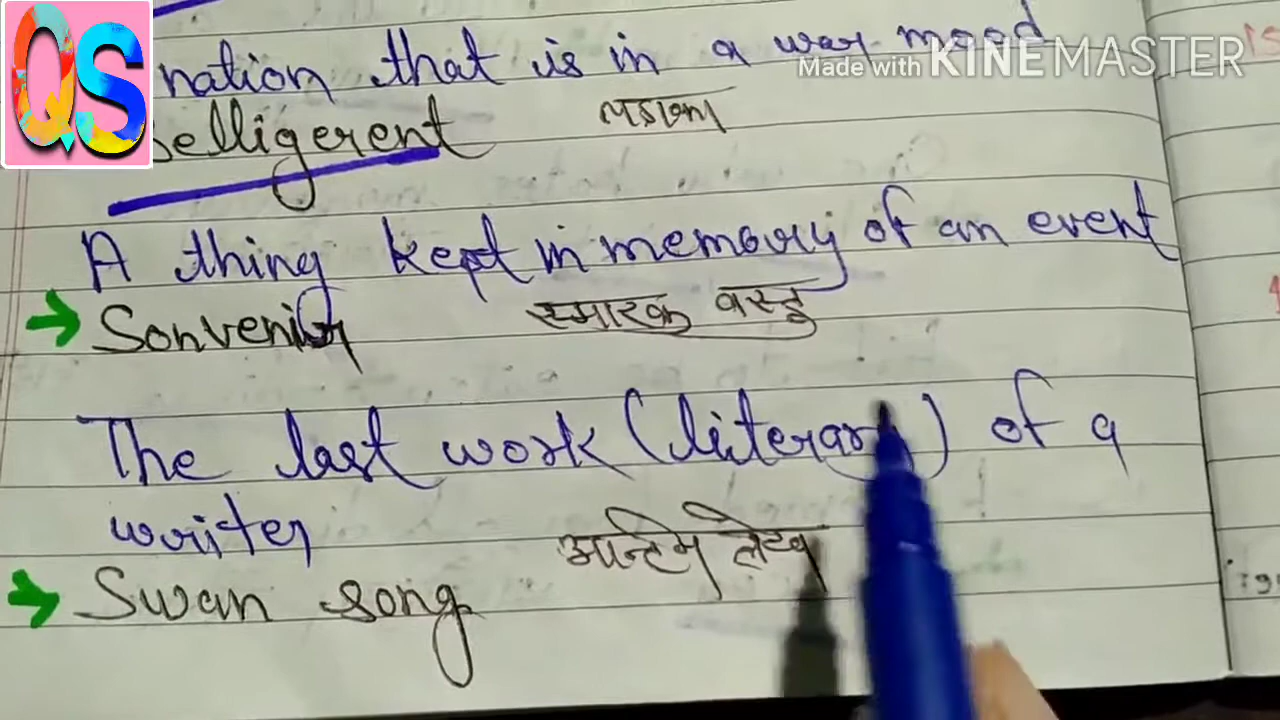 QS
Made with KINEMASTER
nation that is in a war mood
belligerent लडाका
A thing kept in memory of an event
Souvenir स्मारक वस्तु
The last work (literary) of a
writer
Swan song अन्तिम लेख